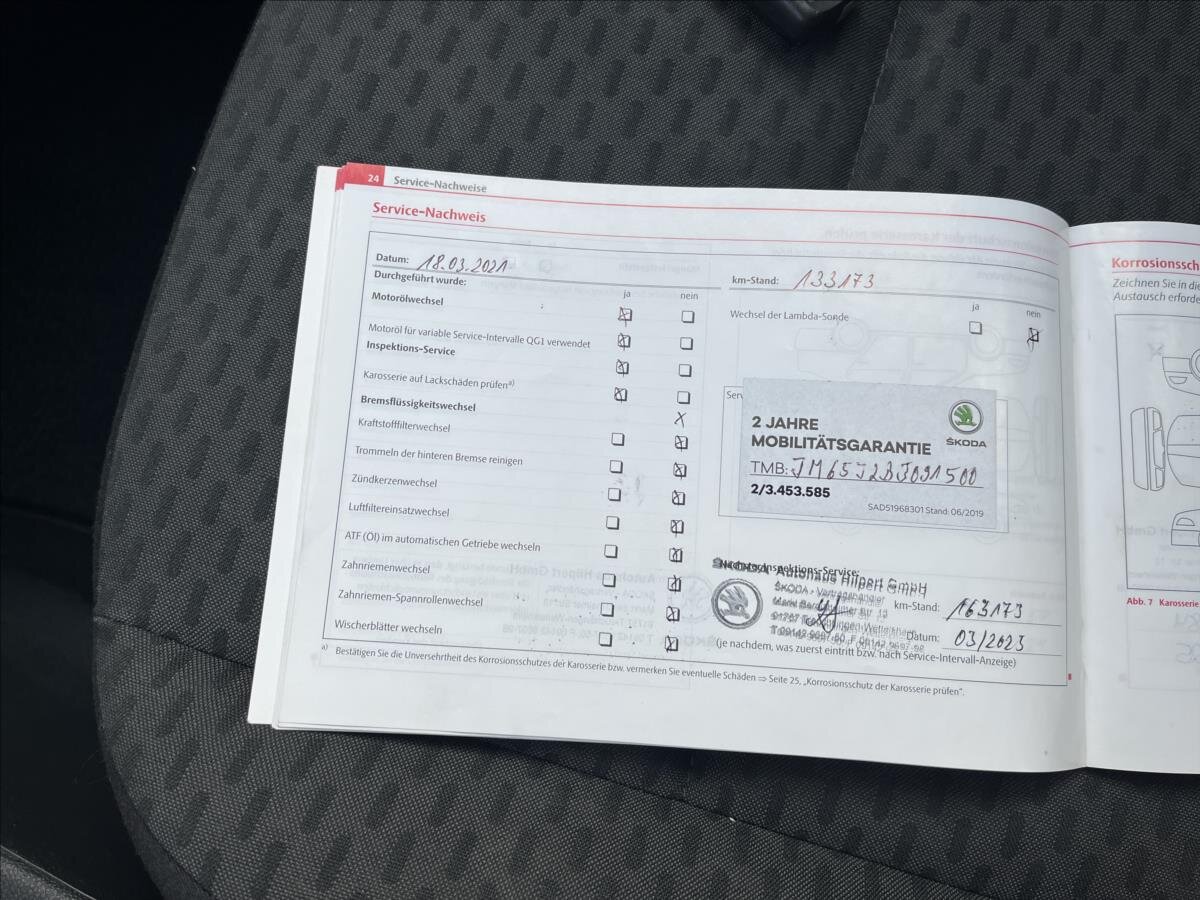 24 Service-Nachweise
Service-Nachweis
Datum: 18.03.2021
km-Stand: 133173
Durchgeführt wurde:
ja nein
ja nein
Motorölwechsel
Wechsel der Lambda-Sonde
Motoröl für variable Service-Intervalle QG1 verwendet
Inspektions-Service
Karosserie auf Lackschäden prüfen a)
Bremsflüssigkeitswechsel
X
Kraftstofffilterwechsel
Trommeln der hinteren Bremse reinigen
Zündkerzenwechsel
Luftfiltereinsatzwechsel
ATF (Öl) im automatischen Getriebe wechseln
Zahnriemenwechsel
Zahnriemen-Spannrollenwechsel
Wischerblätter wechseln
Ser
2 JAHRE
MOBILITÄTSGARANTIE
ŠKODA
TMB: JM65J2BJ091500
2/3.453.585
SAD51968301 Stand: 06/2019
Inspektions-Service:
Autohaus Hilpert GmbH
ŠKODA - Vertragshändler
km-Stand: 163173
Datum: 03/2023
(je nachdem, was zuerst eintritt bzw. nach Service-Intervall-Anzeige)
a) Bestätigen Sie die Unversehrtheit des Korrosionsschutzes der Karosserie bzw. vermerken Sie eventuelle Schäden ⇒ Seite 25, „Korrosionsschutz der Karosserie prüfen“.
Korrosionssch
Zeichnen Sie in die
Austausch erforde
Abb. 7 Karosserie